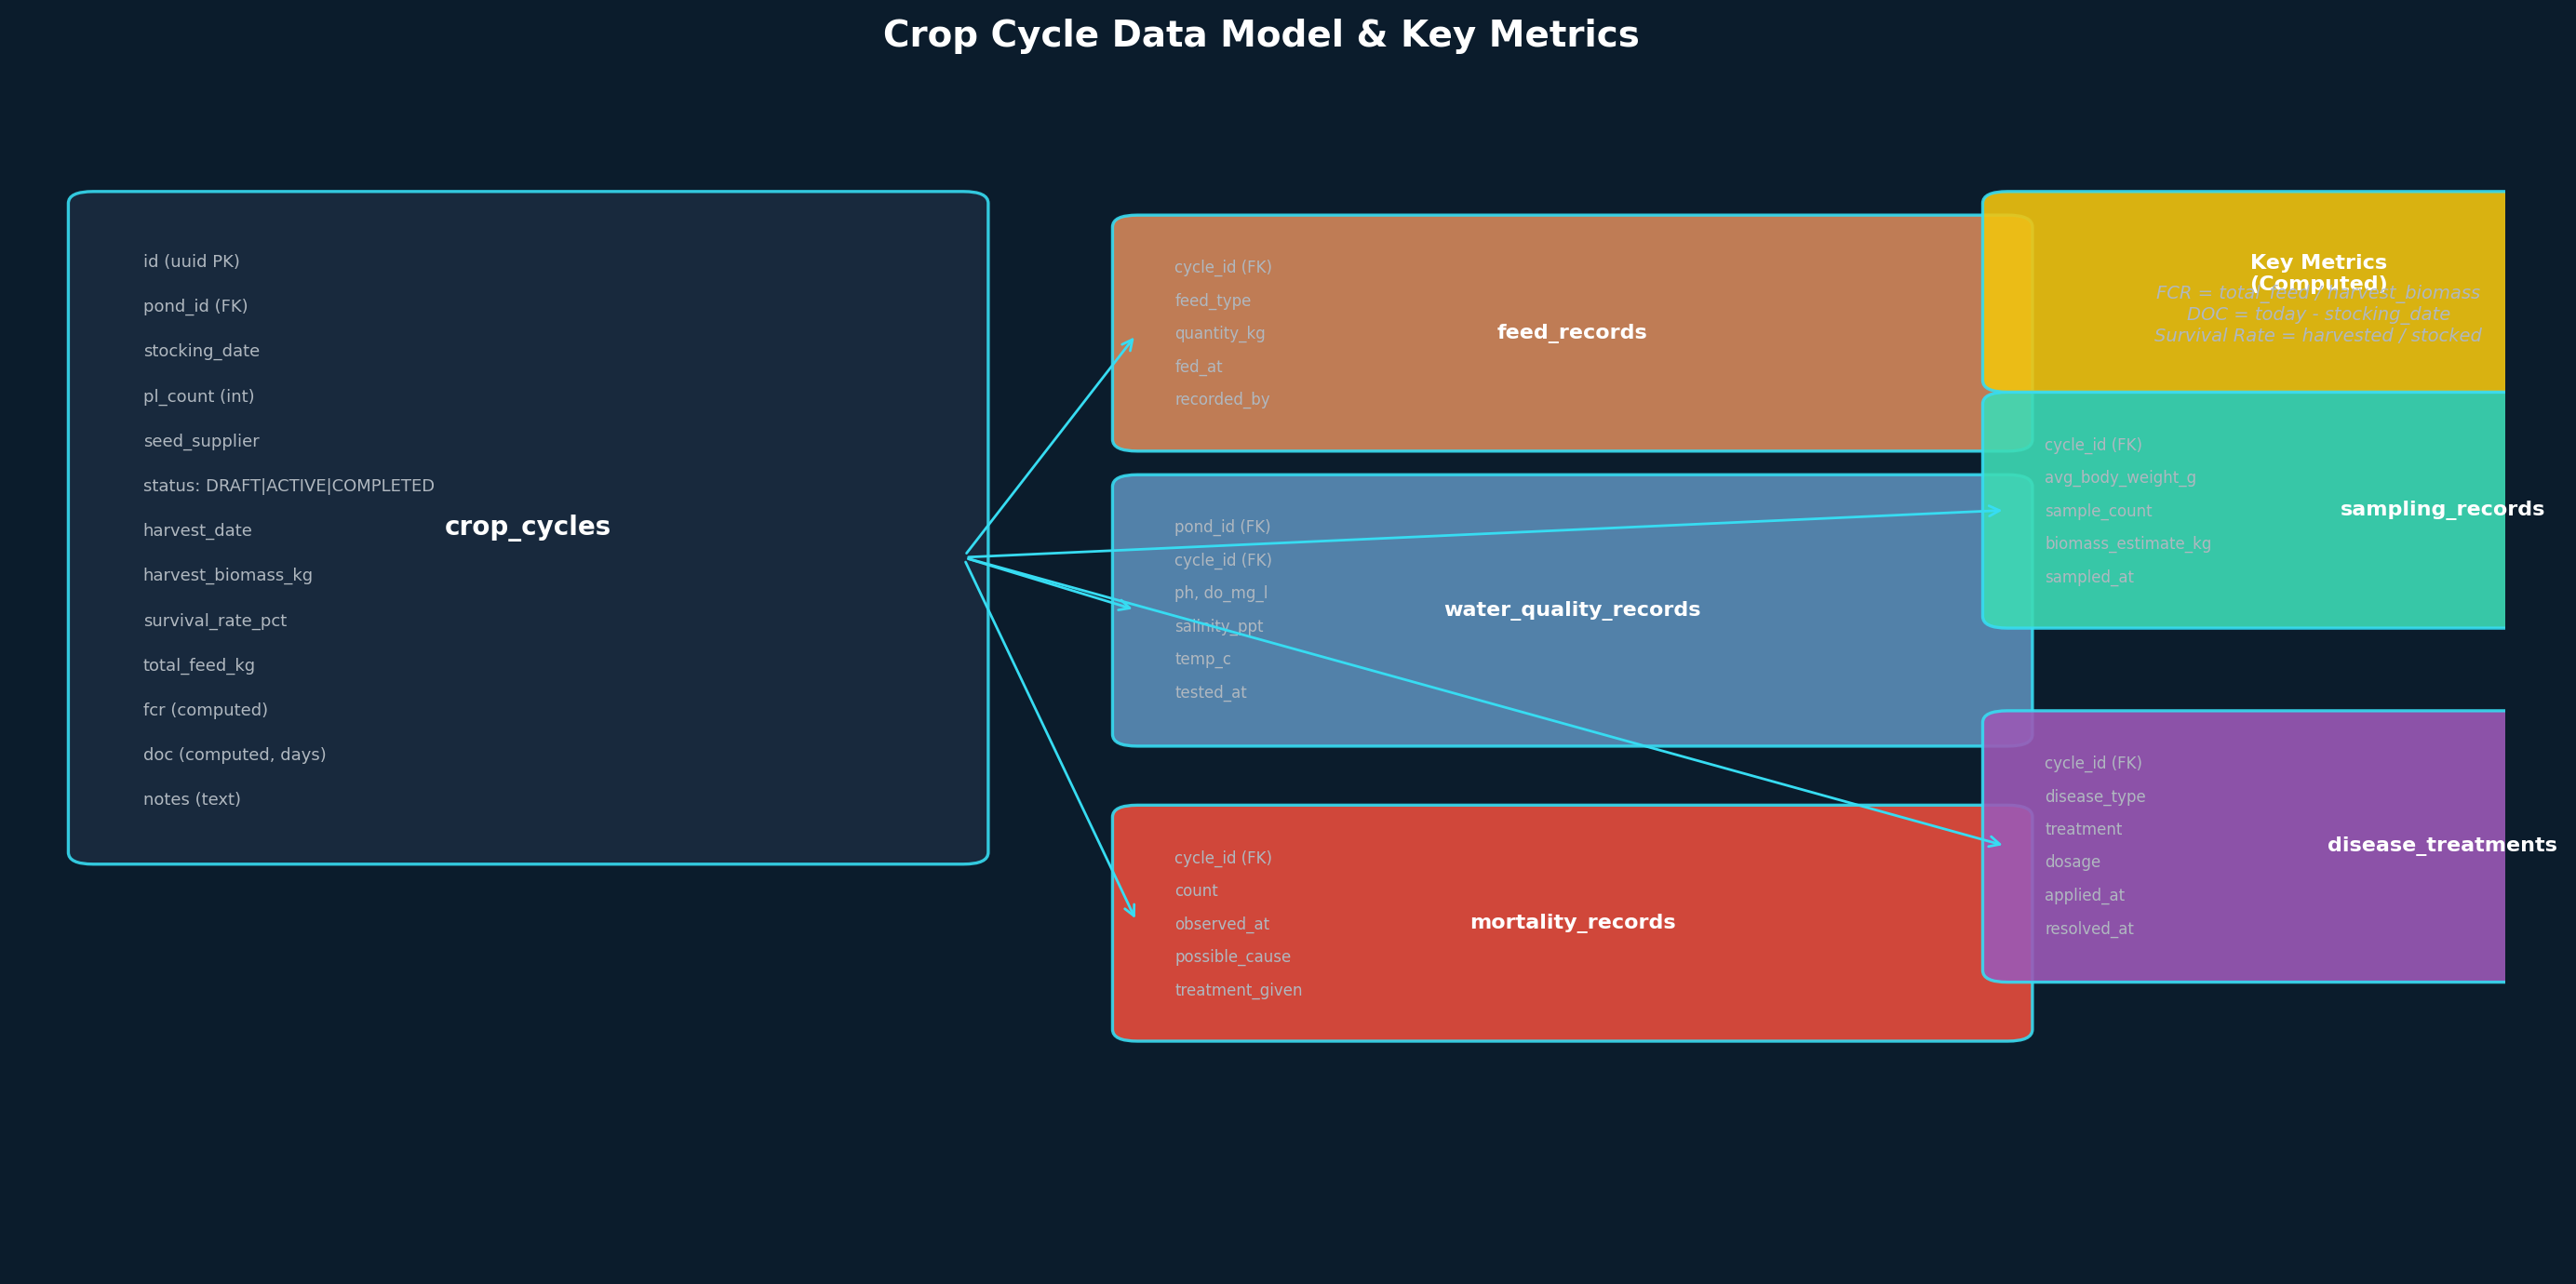 Crop Cycle Data Model & Key Metrics
id (uuid PK)
pond_id (FK)
stocking_date
pl_count (int)
seed_supplier
status: DRAFT|ACTIVE|COMPLETED
crop_cycles
harvest_date
harvest_biomass_kg
survival_rate_pct
total_feed_kg
fcr (computed)
doc (computed, days)
notes (text)
cycle_id (FK)
feed_type
quantity_kg
feed_records
fed_at
recorded_by
pond_id (FK)
cycle_id (FK)
ph, do_mg_l
water_quality_records
salinity_ppt
temp_c
tested_at
cycle_id (FK)
count
observed_at
mortality_records
possible_cause
treatment_given
Key Metrics
(Computed)
FCR = total_feed / harvest_biomass
DOC = today - stocking_date
Survival Rate = harvested / stocked
cycle_id (FK)
avg_body_weight_g
sample_count
sampling_records
biomass_estimate_kg
sampled_at
cycle_id (FK)
disease_type
treatment
disease_treatments
dosage
applied_at
resolved_at